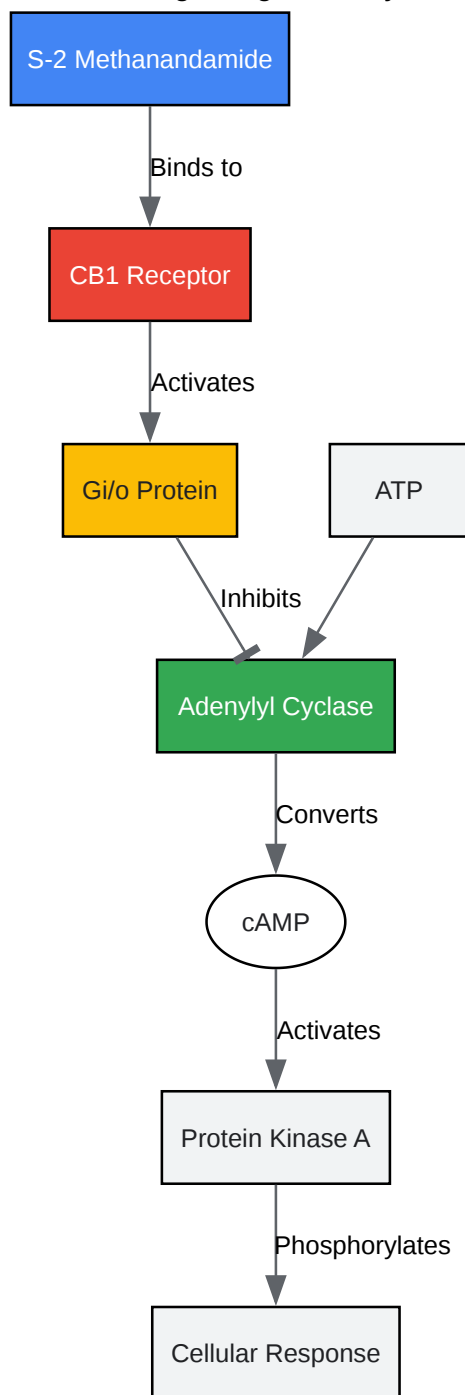 S-2 Methanandamide
Binds to
CB1 Receptor
Activates
Gi/o Protein
ATP
Inhibits
Adenylyl Cyclase
Converts
cAMP
Activates
Protein Kinase A
Phosphorylates
Cellular Response